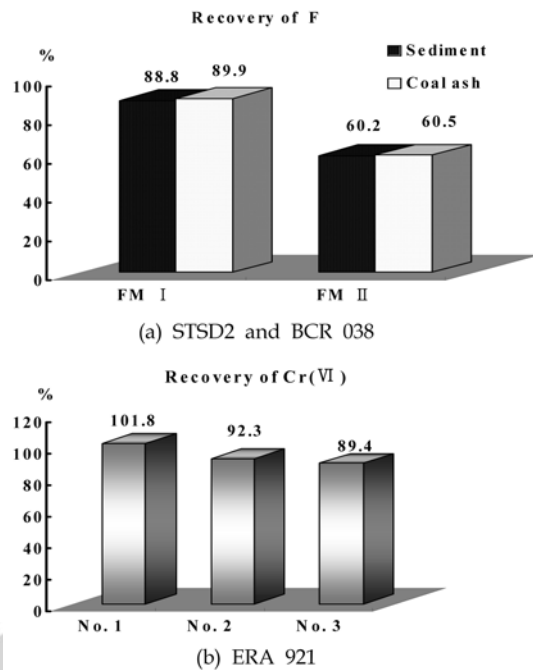 Recovery of F
%
Sediment
Coal ash
100
80
60
40
20
0
88.8
89.9
60.2
60.5
FM Ⅰ
FM Ⅱ
(a) STSD2 and BCR 038
Recovery of Cr(Ⅵ)
%
120
100
80
60
40
20
0
101.8
92.3
89.4
No. 1
No. 2
No. 3
(b) ERA 921